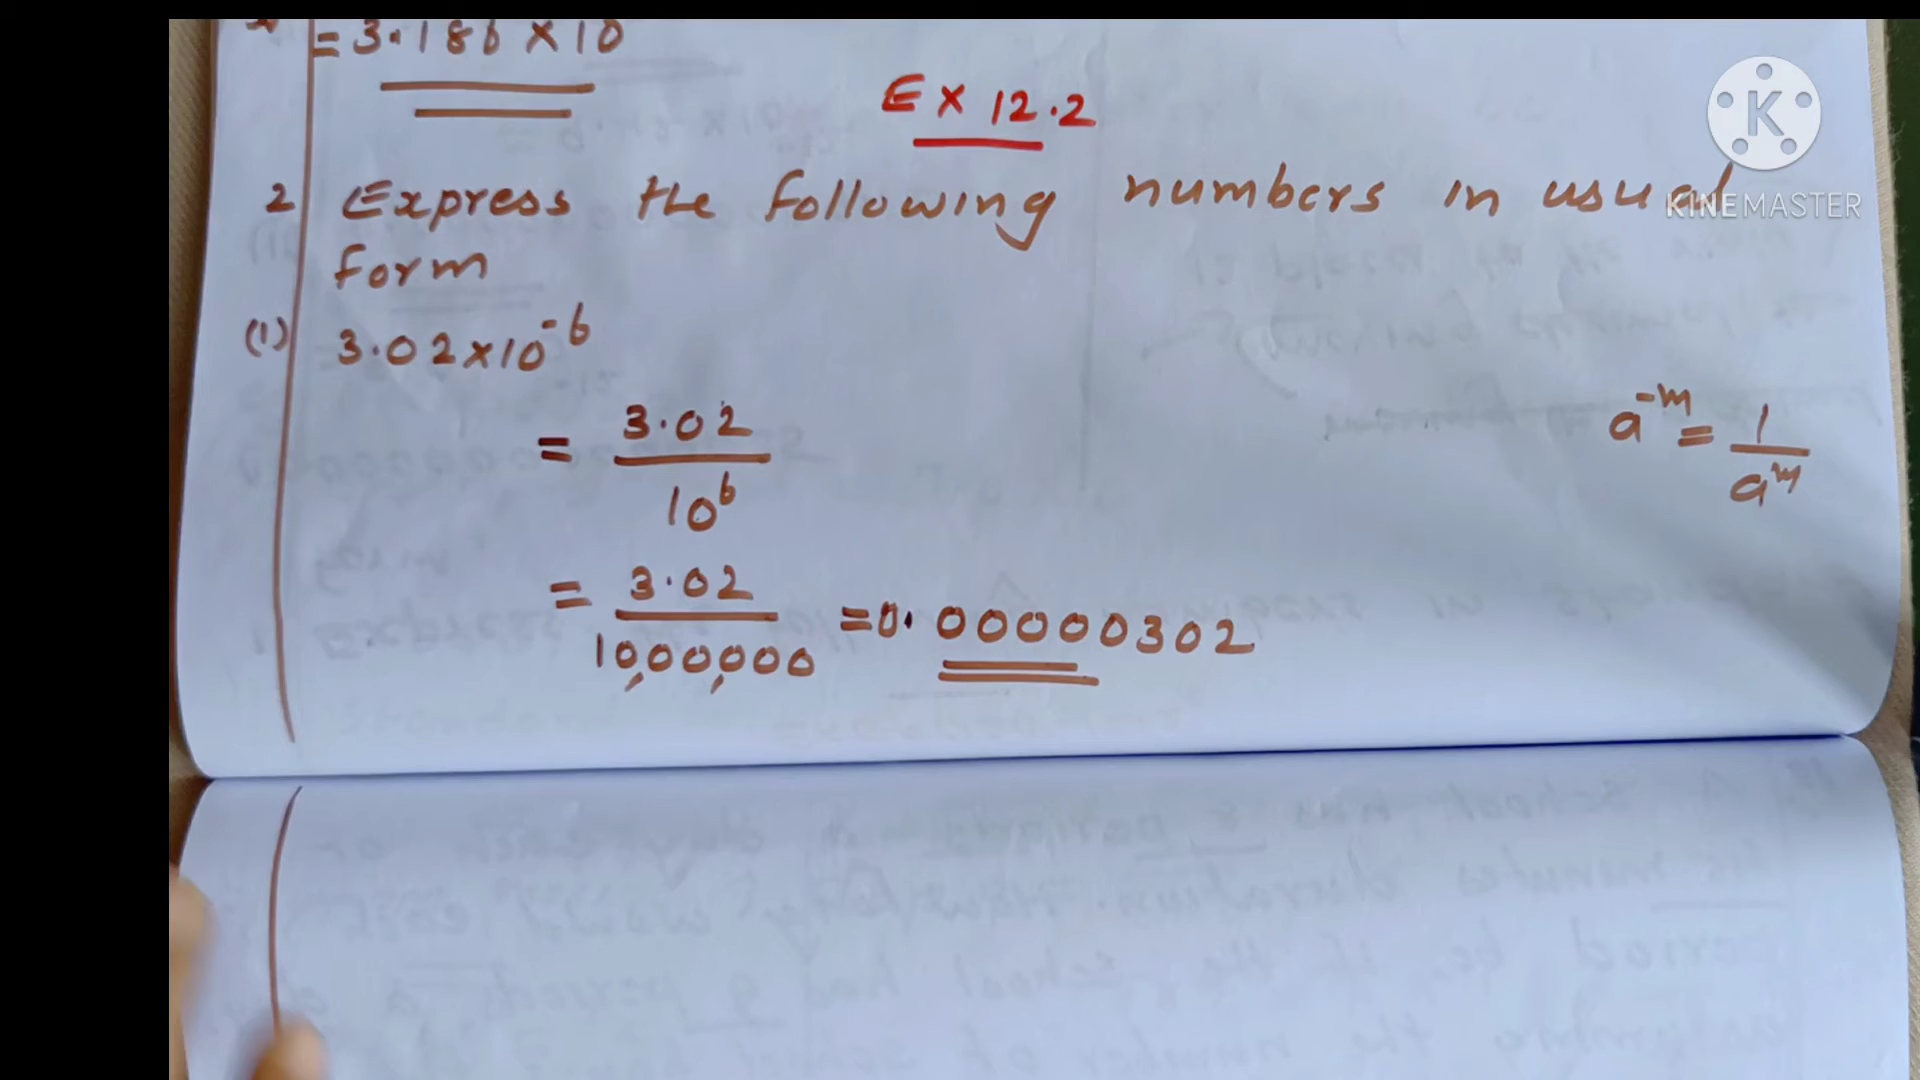 = 3.186 × 10
Ex 12.2
2 Express the following numbers in usual
form
(1) 3.02×10⁻⁶
= 3.02
10⁶
a⁻ᵐ = 1
aᵐ
= 3.02
10,00,000
=0.00000302
K
KINEMASTER